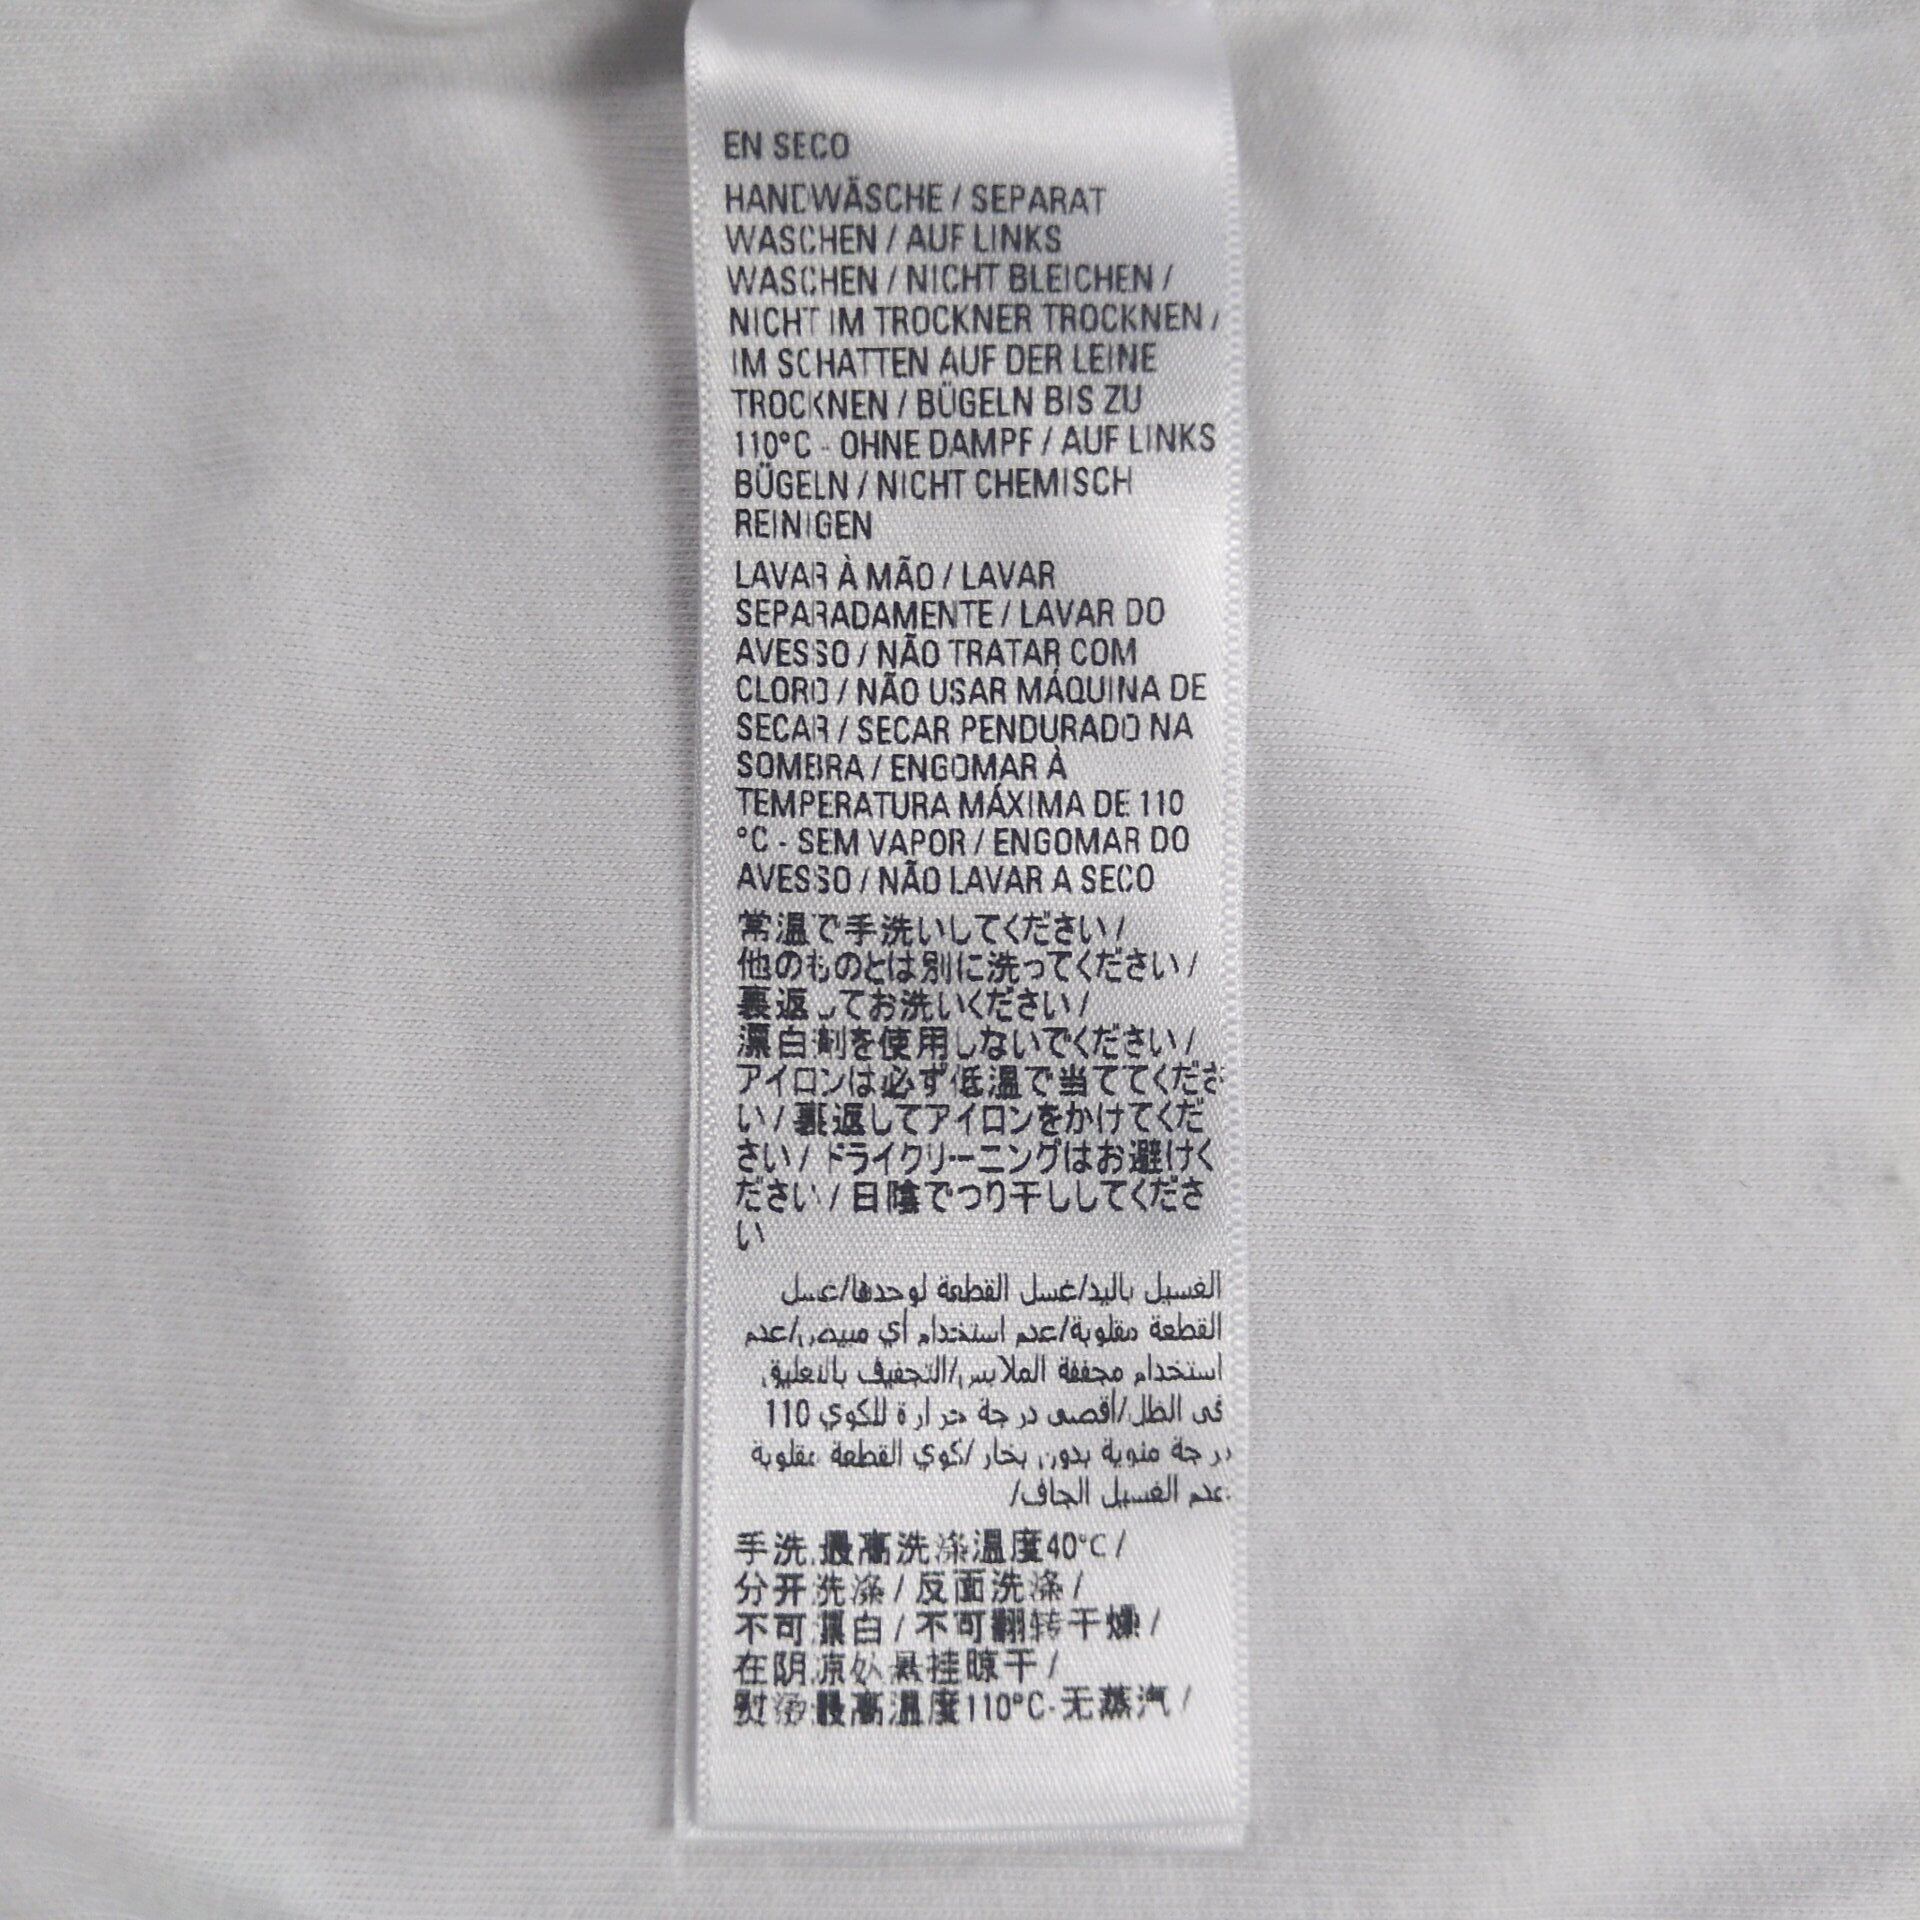 EN SECO
HANDWÄSCHE / SEPARAT
WASCHEN / AUF LINKS
WASCHEN / NICHT BLEICHEN /
NICHT IM TROCKNER TROCKNEN /
IM SCHATTEN AUF DER LEINE
TROCKNEN / BÜGELN BIS ZU
110°C - OHNE DAMPF / AUF LINKS
BÜGELN / NICHT CHEMISCH
REINIGEN
LAVAR À MÃO / LAVAR
SEPARADAMENTE / LAVAR DO
AVESSO / NÃO TRATAR COM
CLORO / NÃO USAR MÁQUINA DE
SECAR / SECAR PENDURADO NA
SOMBRA / ENGOMAR À
TEMPERATURA MÁXIMA DE 110
°C - SEM VAPOR / ENGOMAR DO
AVESSO / NÃO LAVAR A SECO
常温で手洗いしてください /
他のものとは別に洗ってください /
裏返してお洗いください /
漂白剤を使用しないでください /
アイロンは必ず低温で当ててくださ
い / 裏返してアイロンをかけてくだ
さい / ドライクリーニングはお避けく
ださい / 日陰でつり干ししてくださ
い
الغسيل باليد/غسل القطعة لوحدها/غسل
القطعة مقلوبة/عدم استخدام أي مبيض/عدم
استخدام مجففة الملابس/التجفيف بالتعليق
في الظل/أقصى درجة حرارة للكوي 110
درجة مئوية بدون بخار/كوي القطعة مقلوبة
عدم الغسيل الجاف/
手洗,最高洗涤温度40°C /
分开洗涤 / 反面洗涤 /
不可漂白 / 不可翻转干燥 /
在阴凉处悬挂晾干 /
熨烫最高温度110°C-无蒸汽 /